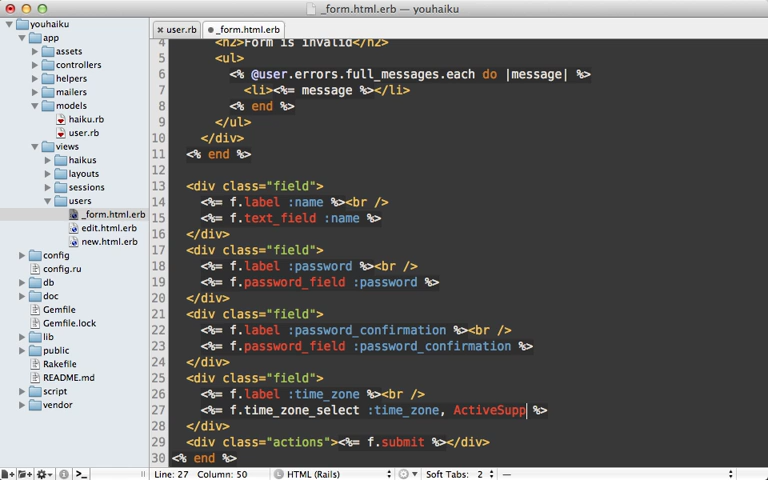 _form.html.erb — youhaiku
youhaiku
app
assets
controllers
helpers
mailers
models
haiku.rb
user.rb
views
haikus
layouts
sessions
users
_form.html.erb
edit.html.erb
new.html.erb
config
config.ru
db
doc
Gemfile
Gemfile.lock
lib
public
Rakefile
README.md
script
vendor
user.rb
_form.html.erb
4 <h2>Form is invalid</h2>
5 <ul>
6 <% @user.errors.full_messages.each do |message| %>
7 <li><%= message %></li>
8 <% end %>
9 </ul>
10 </div>
11 <% end %>
12
13 <div class="field">
14 <%= f.label :name %><br />
15 <%= f.text_field :name %>
16 </div>
17 <div class="field">
18 <%= f.label :password %><br />
19 <%= f.password_field :password %>
20 </div>
21 <div class="field">
22 <%= f.label :password_confirmation %><br />
23 <%= f.password_field :password_confirmation %>
24 </div>
25 <div class="field">
26 <%= f.label :time_zone %><br />
27 <%= f.time_zone_select :time_zone, ActiveSupp %>
28 </div>
29 <div class="actions"><%= f.submit %></div>
30 <% end %>
Line: 27 Column: 50 HTML (Rails) Soft Tabs: 2 —